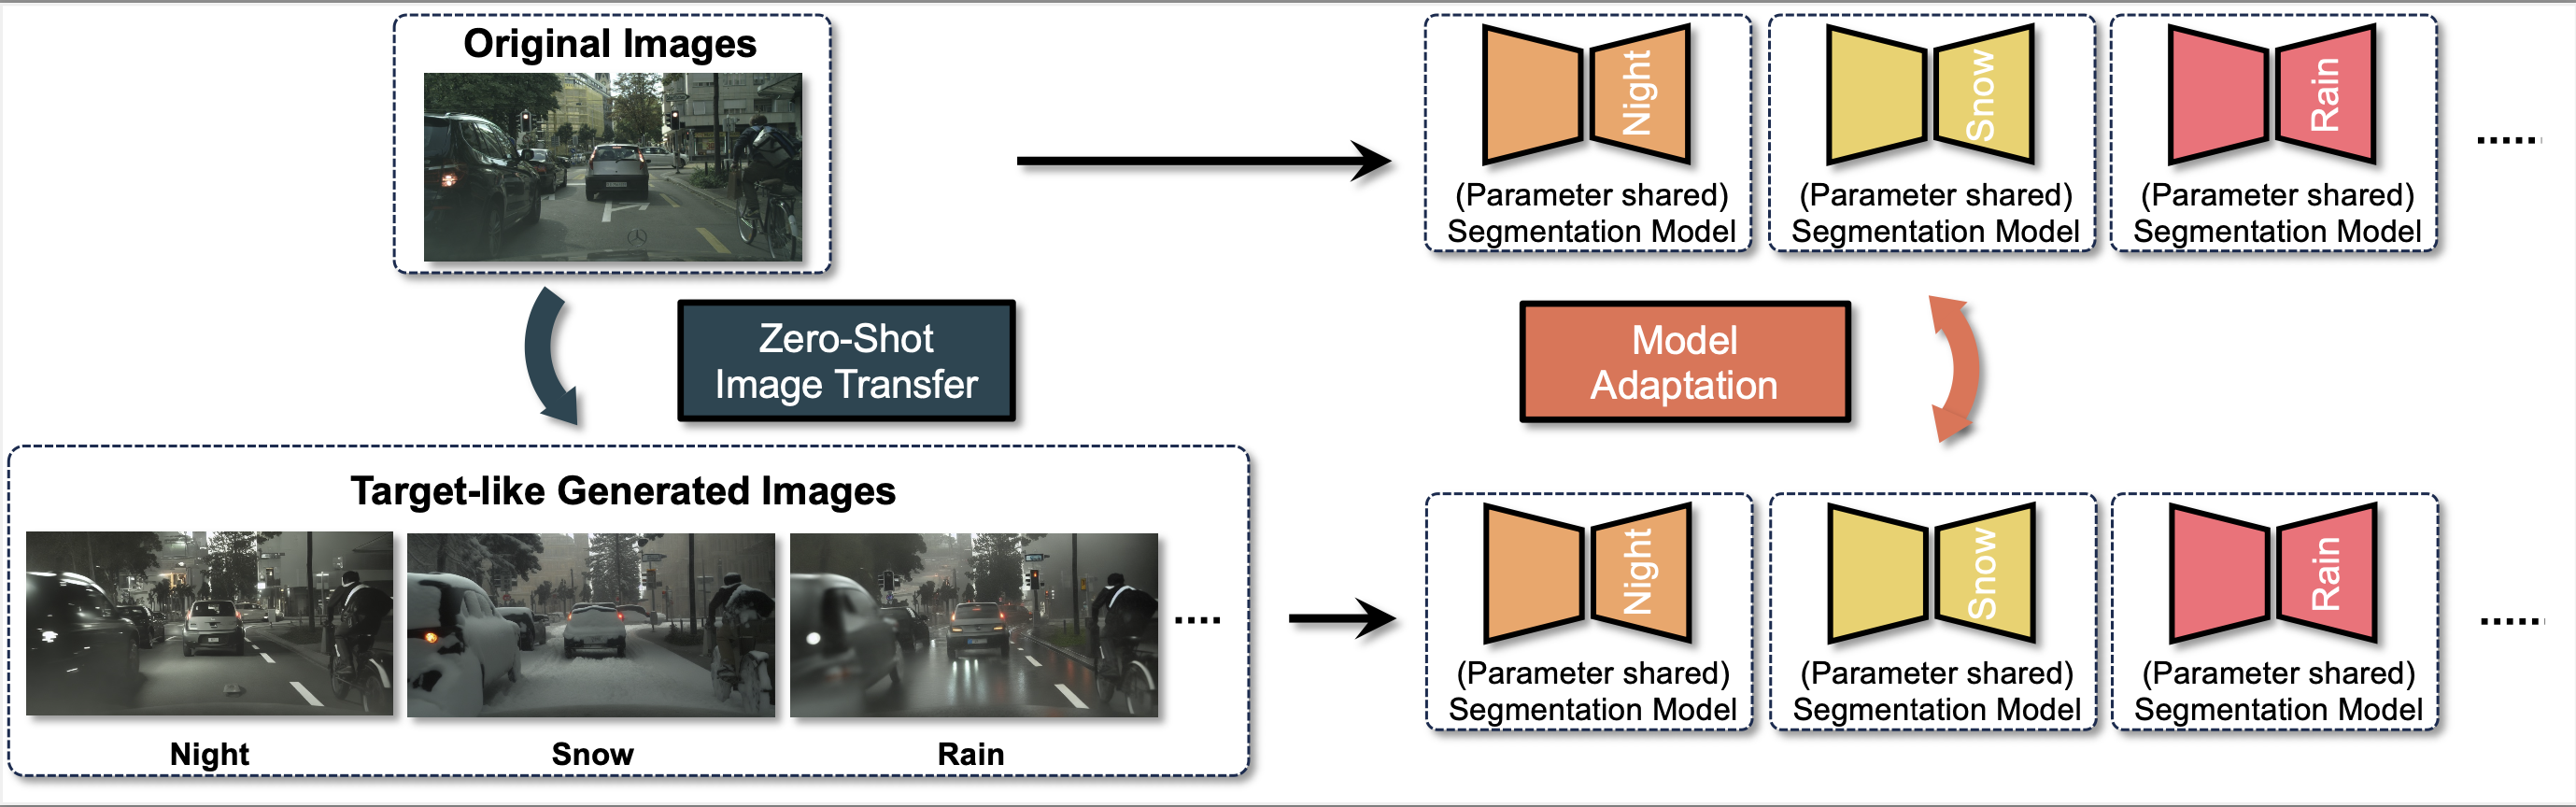 Original Images
Night
Snow
Rain
(Parameter shared)
Segmentation Model
(Parameter shared)
Segmentation Model
(Parameter shared)
Segmentation Model
......
Zero-Shot
Image Transfer
Model
Adaptation
Target-like Generated Images
....
Night
Snow
Rain
Night
Snow
Rain
(Parameter shared)
Segmentation Model
(Parameter shared)
Segmentation Model
(Parameter shared)
Segmentation Model
......